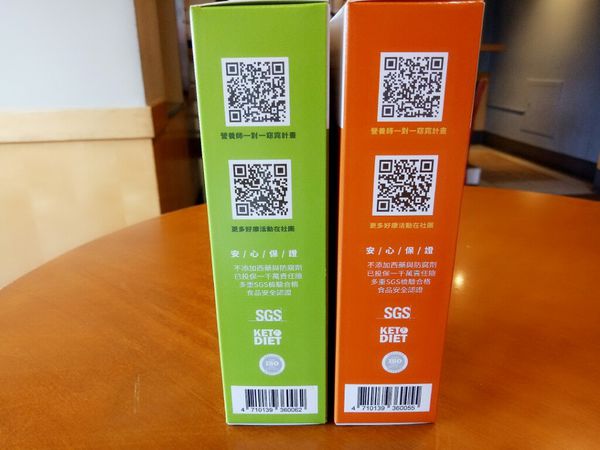 營養師一對一窈窕計畫
更多好康活動在社團
安/心/保/證
不添加西藥與防腐劑
已投保一千萬責任險
多重SGS檢驗合格
食品安全認證
SGS
KETO
DIET
ISO
4 710139 360062
營養師一對一窈窕計畫
更多好康活動在社團
安/心/保/證
不添加西藥與防腐劑
已投保一千萬責任險
多重SGS檢驗合格
食品安全認證
SGS
KETO
DIET
ISO
4 710139 360055